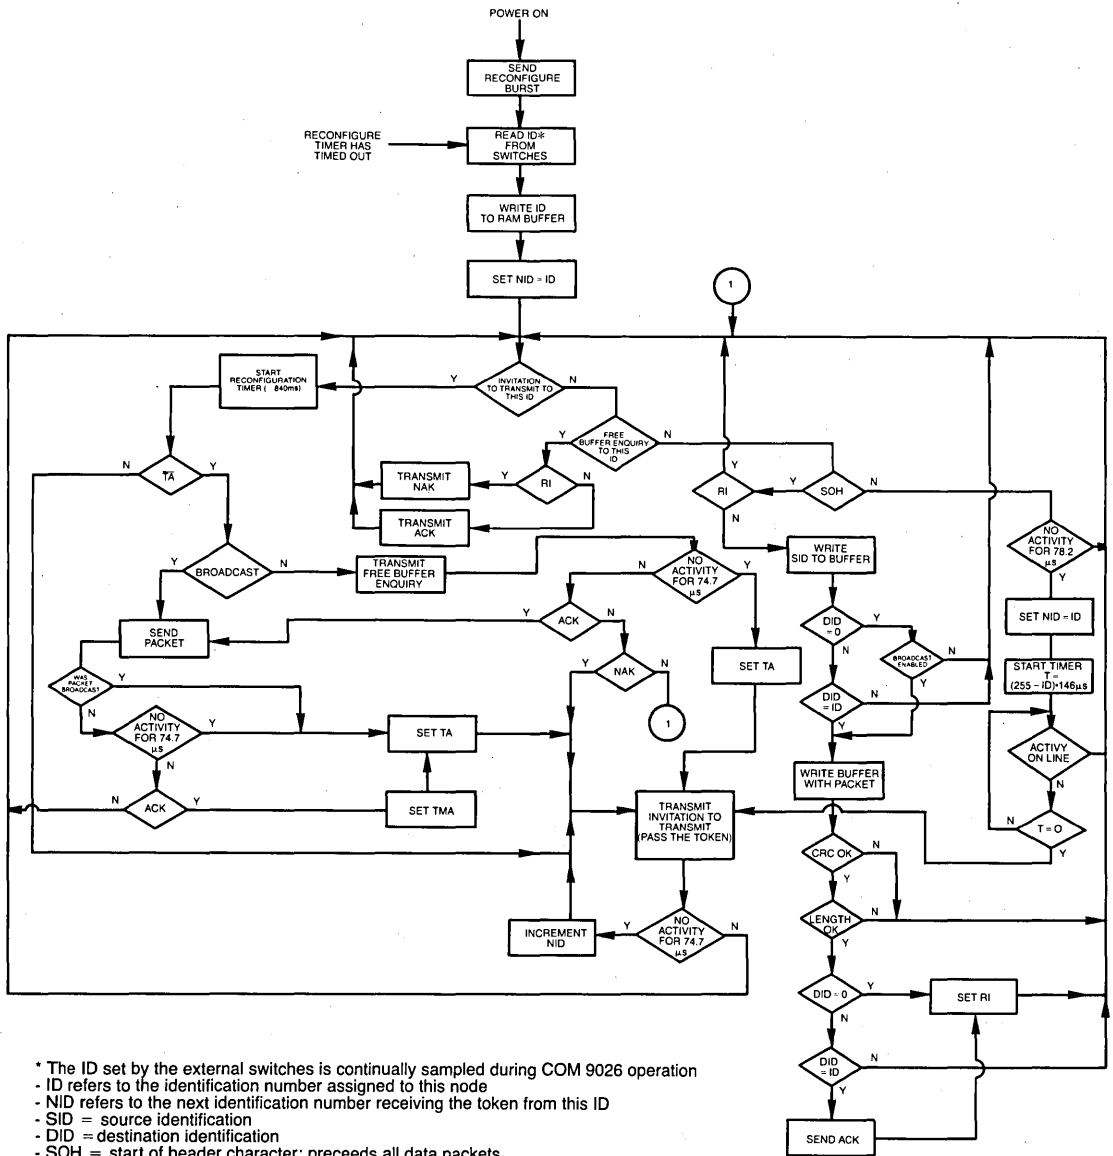 POWER ON
SEND
RECONFIGURE
BURST
RECONFIGURE
TIMER HAS
TIMED OUT
READ ID*
FROM
SWITCHES
WRITE ID
TO RAM BUFFER
SET NID = ID
1
START
RECONFIGURATION
TIMER ( 840ms)
Y
INVITATION
TO TRANSMIT TO
THIS ID
N
Y
FREE
BUFFER ENQUIRY
TO THIS
ID
N
N
TA
Y
TRANSMIT
NAK
Y
RI
N
TRANSMIT
ACK
Y
RI
N
Y
SOH
N
NO
ACTIVITY
FOR 78.2
µs
Y
Y
BROADCAST
N
TRANSMIT
FREE BUFFER
ENQUIRY
NO
ACTIVITY
FOR 74.7
µs
N
Y
WRITE
SID TO BUFFER
SET NID = ID
SEND
PACKET
Y
ACK
N
DID
= 0
Y
N
BROADCAST
ENABLED
N
Y
START TIMER
T =
(255 – ID)•146µs
WAS
PACKET
BROADCAST
Y
N
Y
NAK
N
1
SET TA
DID
= ID
N
Y
NO
ACTIVITY
FOR 74.7
µs
Y
N
SET TA
ACTIVY
ON LINE
N
WRITE BUFFER
WITH PACKET
N
ACK
Y
SET TMA
TRANSMIT
INVITATION TO
TRANSMIT
(PASS THE TOKEN)
N
T = O
Y
CRC OK
N
Y
INCREMENT
NID
Y
NO
ACTIVITY
FOR 74.7
µs
N
LENGTH
OK
N
Y
DID = 0
Y
N
SET RI
DID
= ID
N
Y
SEND ACK
* The ID set by the external switches is continually sampled during COM 9026 operation
- ID refers to the identification number assigned to this node
- NID refers to the next identification number receiving the token from this ID
- SID = source identification
- DID = destination identification
- SOH = start of header character; preceeds all data packets